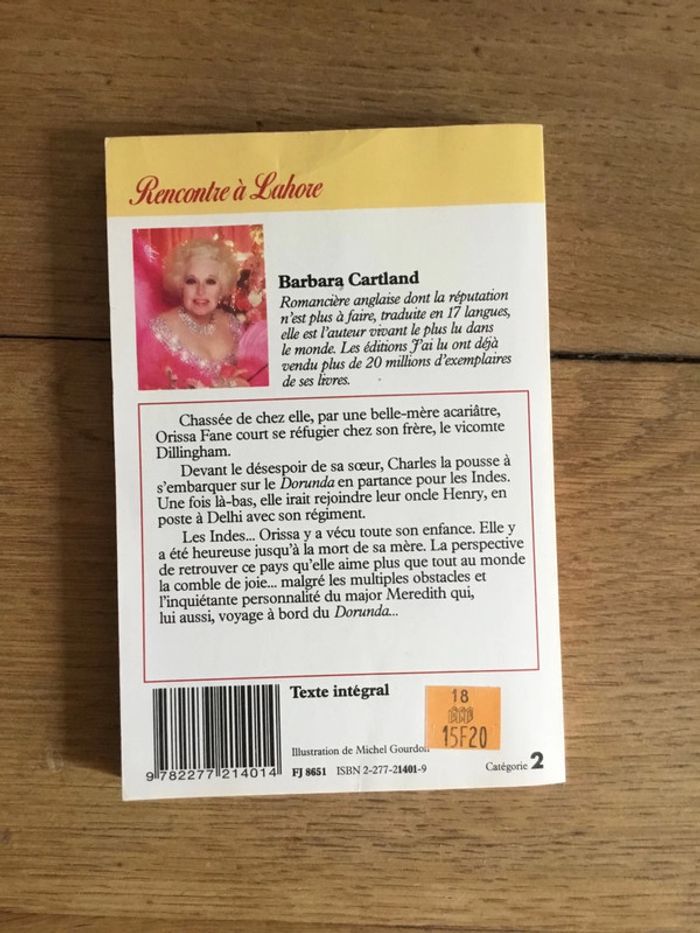 Rencontre à Lahore
Barbara Cartland
Romancière anglaise dont la réputation
n'est plus à faire, traduite en 17 langues,
elle est l'auteur vivant le plus lu dans
le monde. Les éditions J'ai lu ont déjà
vendu plus de 20 millions d'exemplaires
de ses livres.
Chassée de chez elle, par une belle-mère acariâtre,
Orissa Fane court se réfugier chez son frère, le vicomte
Dillingham.
Devant le désespoir de sa sœur, Charles la pousse à
s'embarquer sur le Dorunda en partance pour les Indes.
Une fois là-bas, elle irait rejoindre leur oncle Henry, en
poste à Delhi avec son régiment.
Les Indes... Orissa y a vécu toute son enfance. Elle y
a été heureuse jusqu'à la mort de sa mère. La perspective
de retrouver ce pays qu'elle aime plus que tout au monde
la comble de joie... malgré les multiples obstacles et
l'inquiétante personnalité du major Meredith qui,
lui aussi, voyage à bord du Dorunda...
Texte intégral
18
15F20
Illustration de Michel Gourdon
9 782277 214014
FJ 8651 ISBN 2-277-21401-9
Catégorie 2